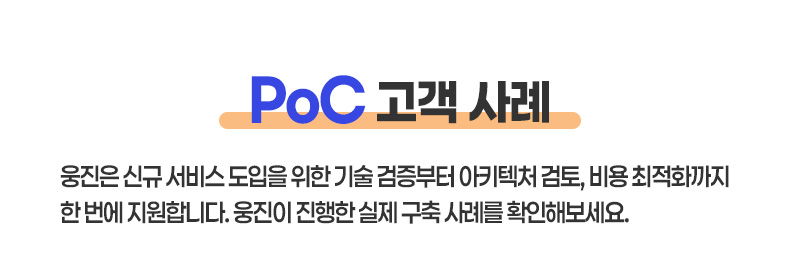 PoC 고객 사례
웅진은 신규 서비스 도입을 위한 기술 검증부터 아키텍처 검토, 비용 최적화까지
한 번에 지원합니다. 웅진이 진행한 실제 구축 사례를 확인해보세요.